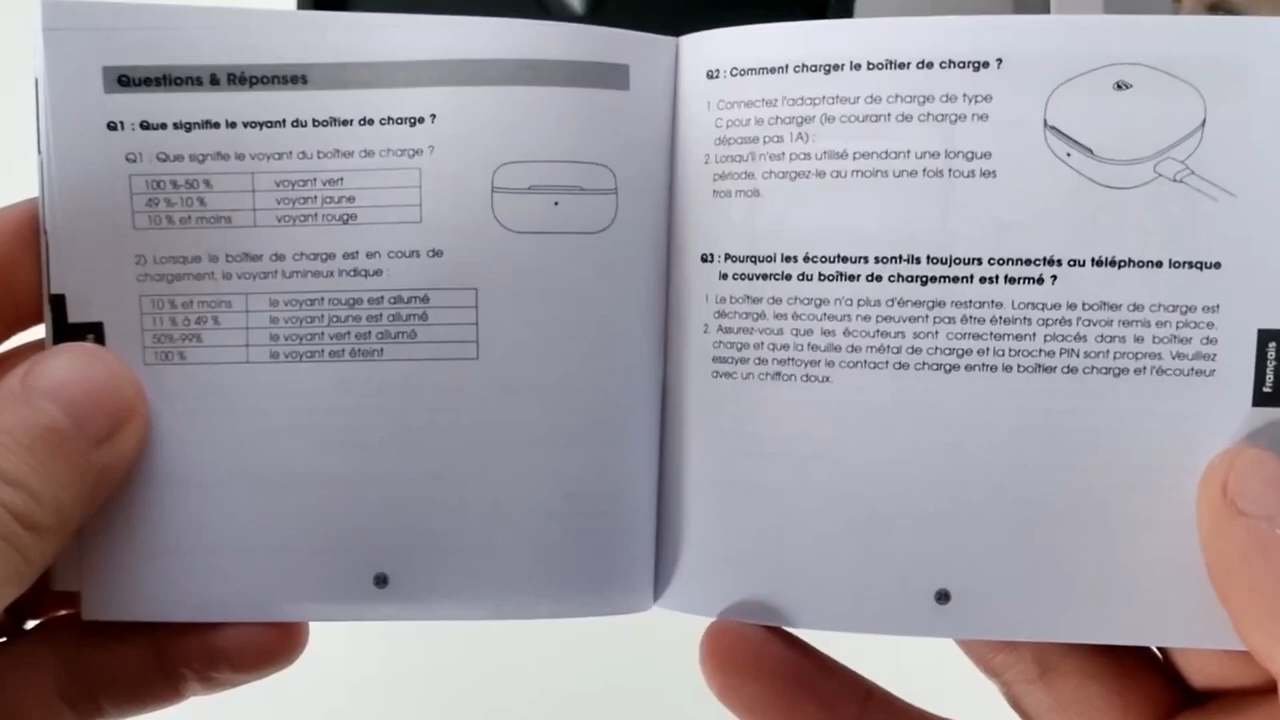 Questions & Réponses
Q1 : Que signifie le voyant du boîtier de charge ?
Q1 : Que signifie le voyant du boîtier de charge ?
100 %-50 % voyant vert
49 %-10 % voyant jaune
10 % et moins voyant rouge
2) Lorsque le boîtier de charge est en cours de
chargement, le voyant lumineux indique :
10 % et moins le voyant rouge est allumé
11 % à 49 % le voyant jaune est allumé
50%-99% le voyant vert est allumé
100 % le voyant est éteint
24
Q2 : Comment charger le boîtier de charge ?
1. Connectez l'adaptateur de charge de type
C pour le charger (le courant de charge ne
dépasse pas 1A) ;
2. Lorsqu'il n'est pas utilisé pendant une longue
période, chargez-le au moins une fois tous les
trois mois.
Q3 : Pourquoi les écouteurs sont-ils toujours connectés au téléphone lorsque
le couvercle du boîtier de chargement est fermé ?
1. Le boîtier de charge n'a plus d'énergie restante. Lorsque le boîtier de charge est
déchargé, les écouteurs ne peuvent pas être éteints après l'avoir remis en place.
2. Assurez-vous que les écouteurs sont correctement placés dans le boîtier de
charge et que la feuille de métal de charge et la broche PIN sont propres. Veuillez
essayer de nettoyer le contact de charge entre le boîtier de charge et l'écouteur
avec un chiffon doux.
25
Français